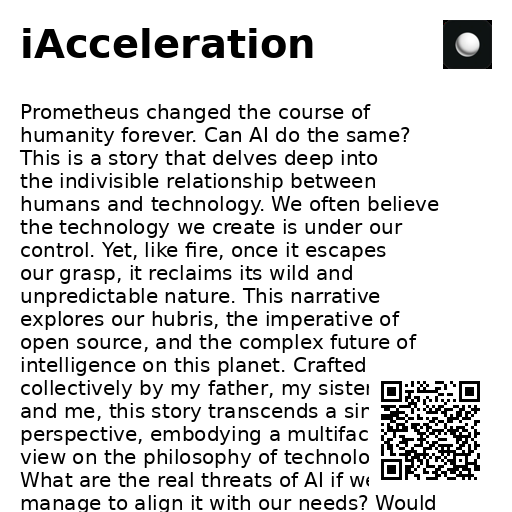 iAcceleration
Prometheus changed the course of
humanity forever. Can AI do the same?
This is a story that delves deep into
the indivisible relationship between
humans and technology. We often believe
the technology we create is under our
control. Yet, like fire, once it escapes
our grasp, it reclaims its wild and
unpredictable nature. This narrative
explores our hubris, the imperative of
open source, and the complex future of
intelligence on this planet. Crafted
collectively by my father, my sister
and me, this story transcends a
perspective, embodying a
view on the philosophy of
What are the real threats of AI if
manage to align it with our needs? Would